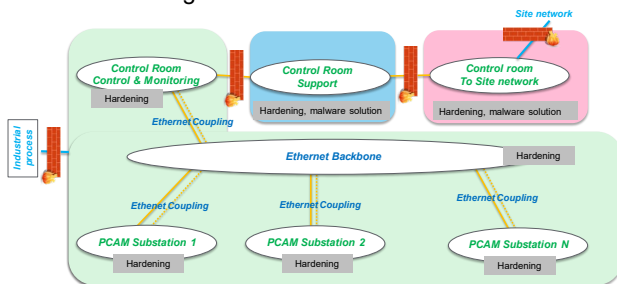 Site network
Control Room
Control & Monitoring
Hardening
Control Room
Support
Hardening, malware solution
Control room
To Site network
Hardening, malware solution
Ethernet Coupling
Industrial
process
Ethernet Backbone
Hardening
Ethenet Coupling
Ethernet Coupling
Ethernet Coupling
PCAM Substation 1
Hardening
PCAM Substation 2
Hardening
PCAM Substation N
Hardening